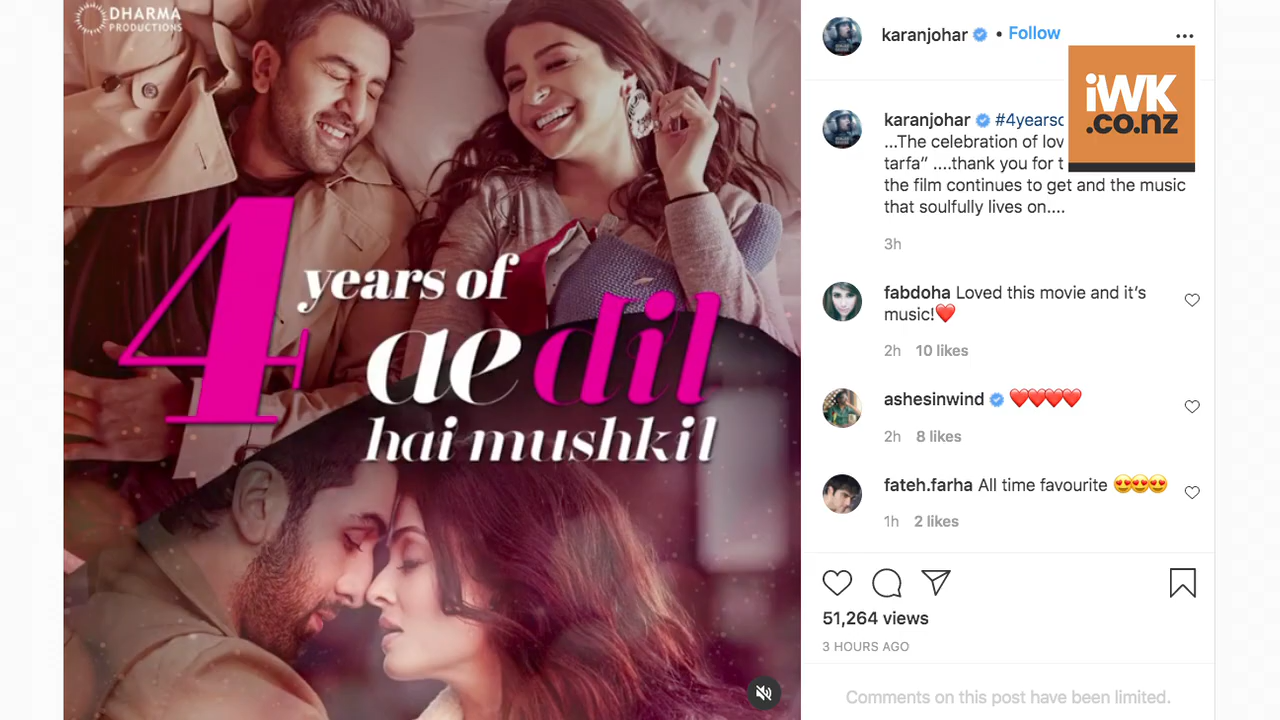 DHARMA
PRODUCTIONS
4
years of
ae dil
hai mushkil
karanjohar • Follow
iWK
.co.nz
karanjohar
...The celebration of
tarfa” ....thank you for
the film continues to get and the music
that soulfully lives on....
3h
fabdoha Loved this movie and it’s
music!❤️
2h 10 likes
ashesinwind ❤️❤️❤️❤️❤️
2h 8 likes
fateh.farha All time favourite 😍😍😍
1h 2 likes
51,264 views
3 HOURS AGO
Comments on this post have been limited.